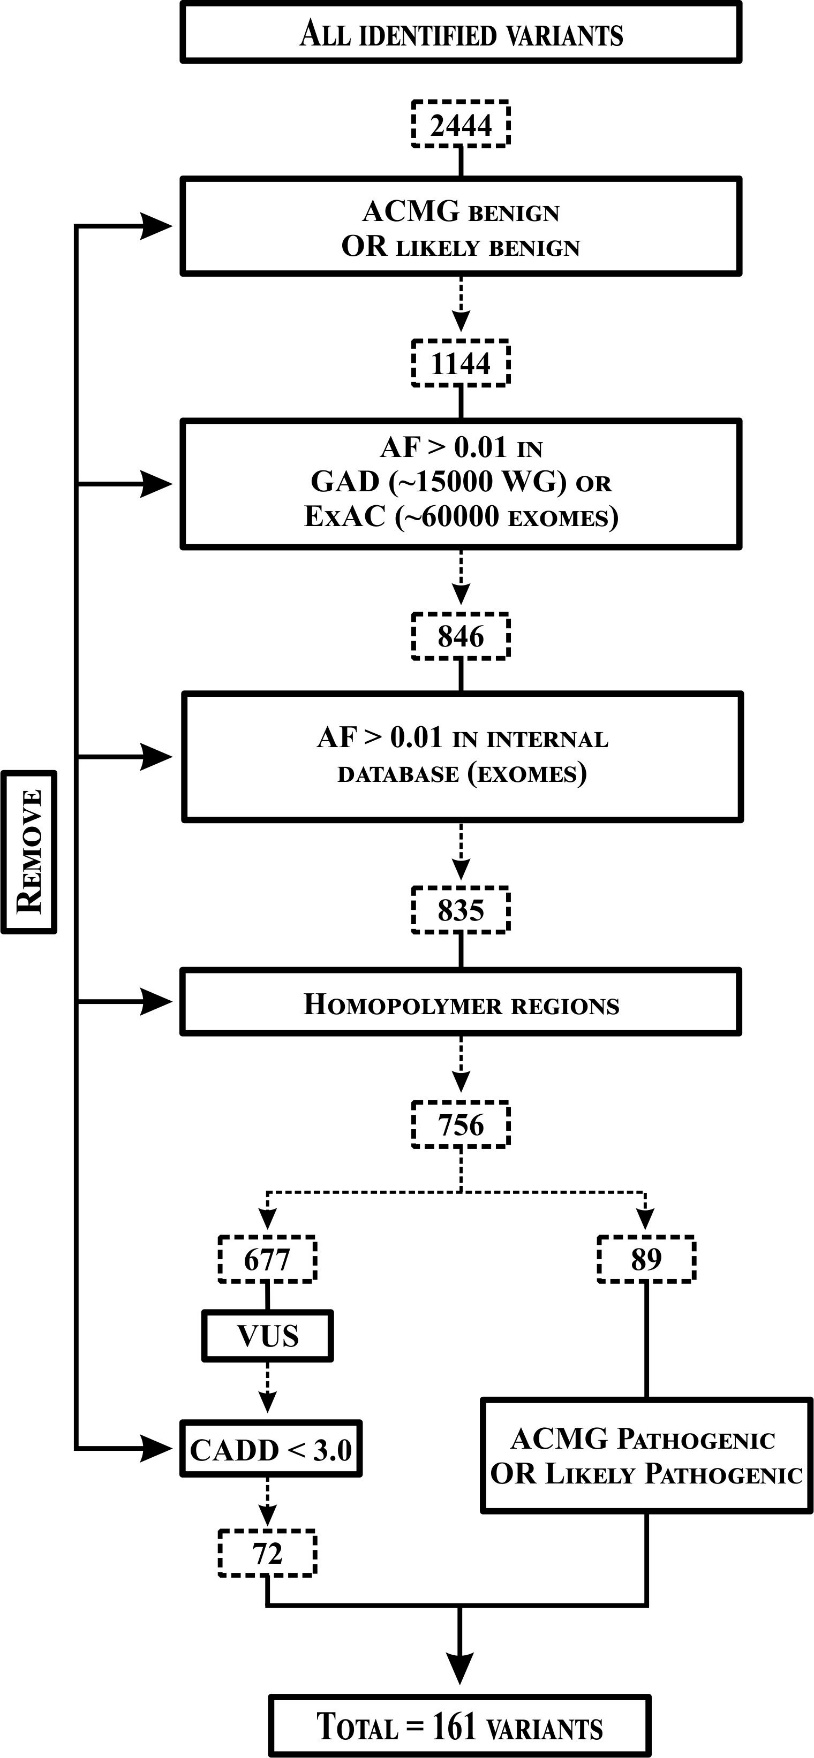 ALL IDENTIFIED VARIANTS
2444
ACMG BENIGN
OR LIKELY BENIGN
1144
AF > 0.01 IN
GAD (~15000 WG) OR
EXAC (~60000 EXOMES)
846
AF > 0.01 IN INTERNAL
DATABASE (EXOMES)
835
REMOVE
HOMOPOLYMER REGIONS
756
677
89
VUS
CADD < 3.0
ACMG PATHOGENIC
OR LIKELY PATHOGENIC
72
TOTAL = 161 VARIANTS